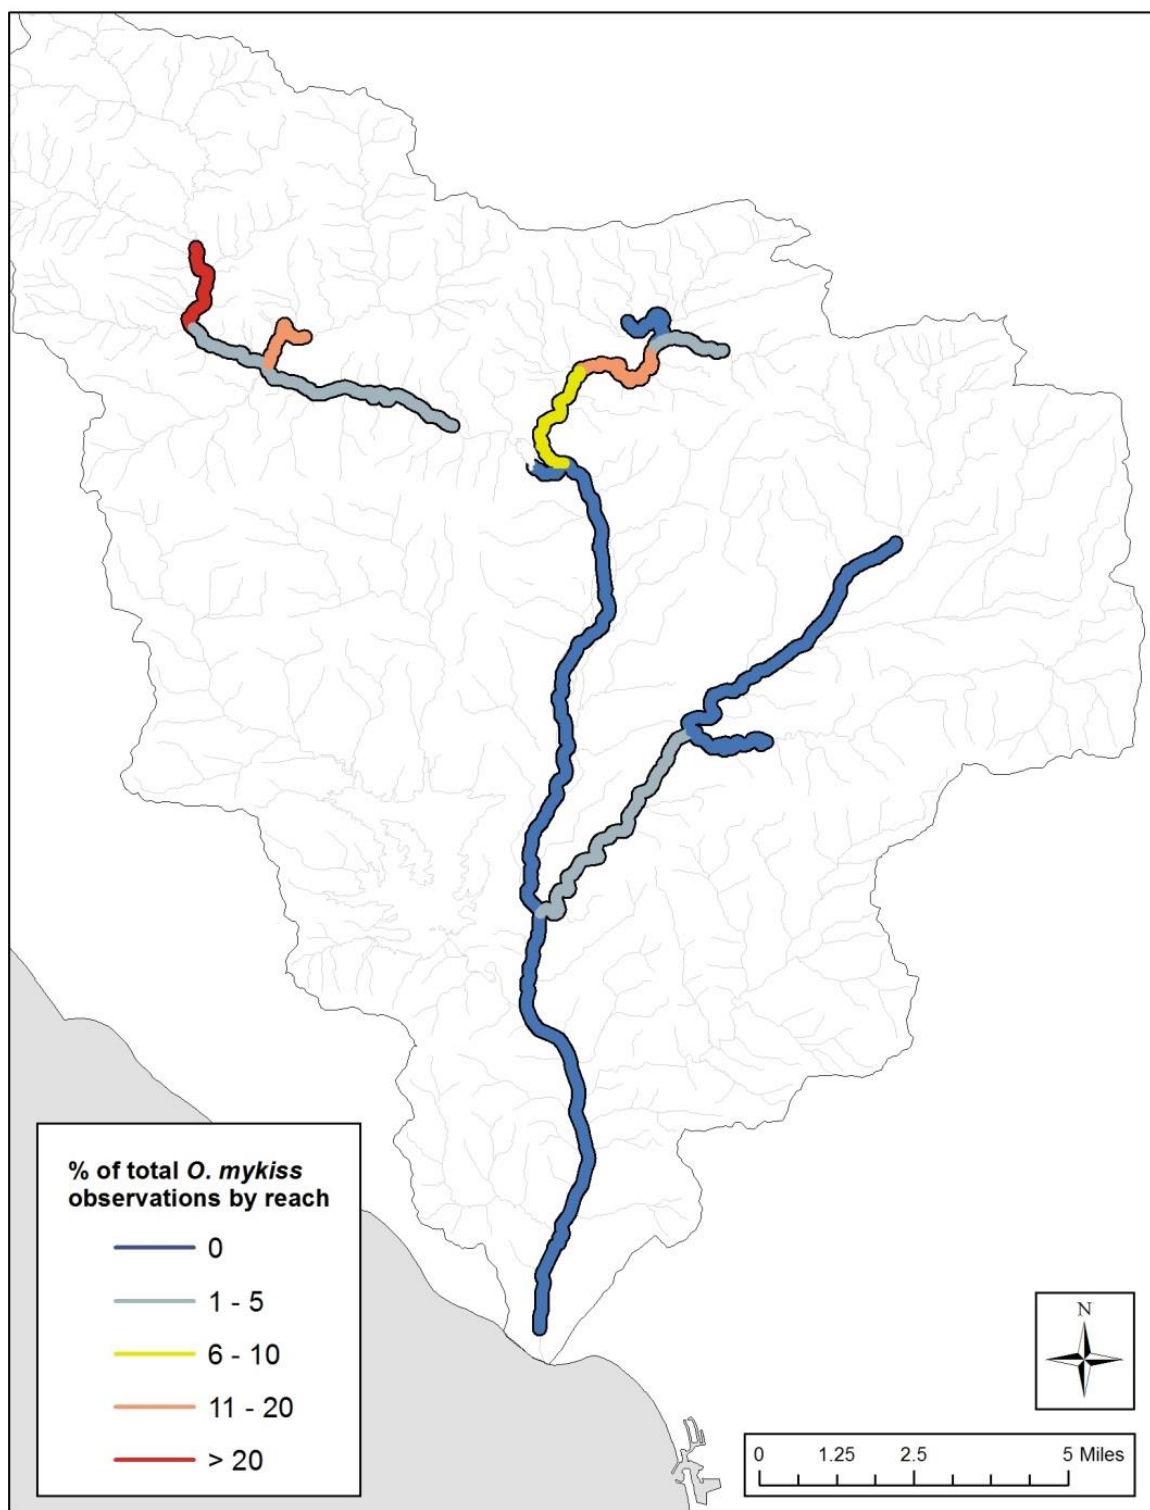 % of total O. mykiss
observations by reach
0
1 - 5
6 - 10
11 - 20
> 20
N
0 1.25 2.5 5 Miles